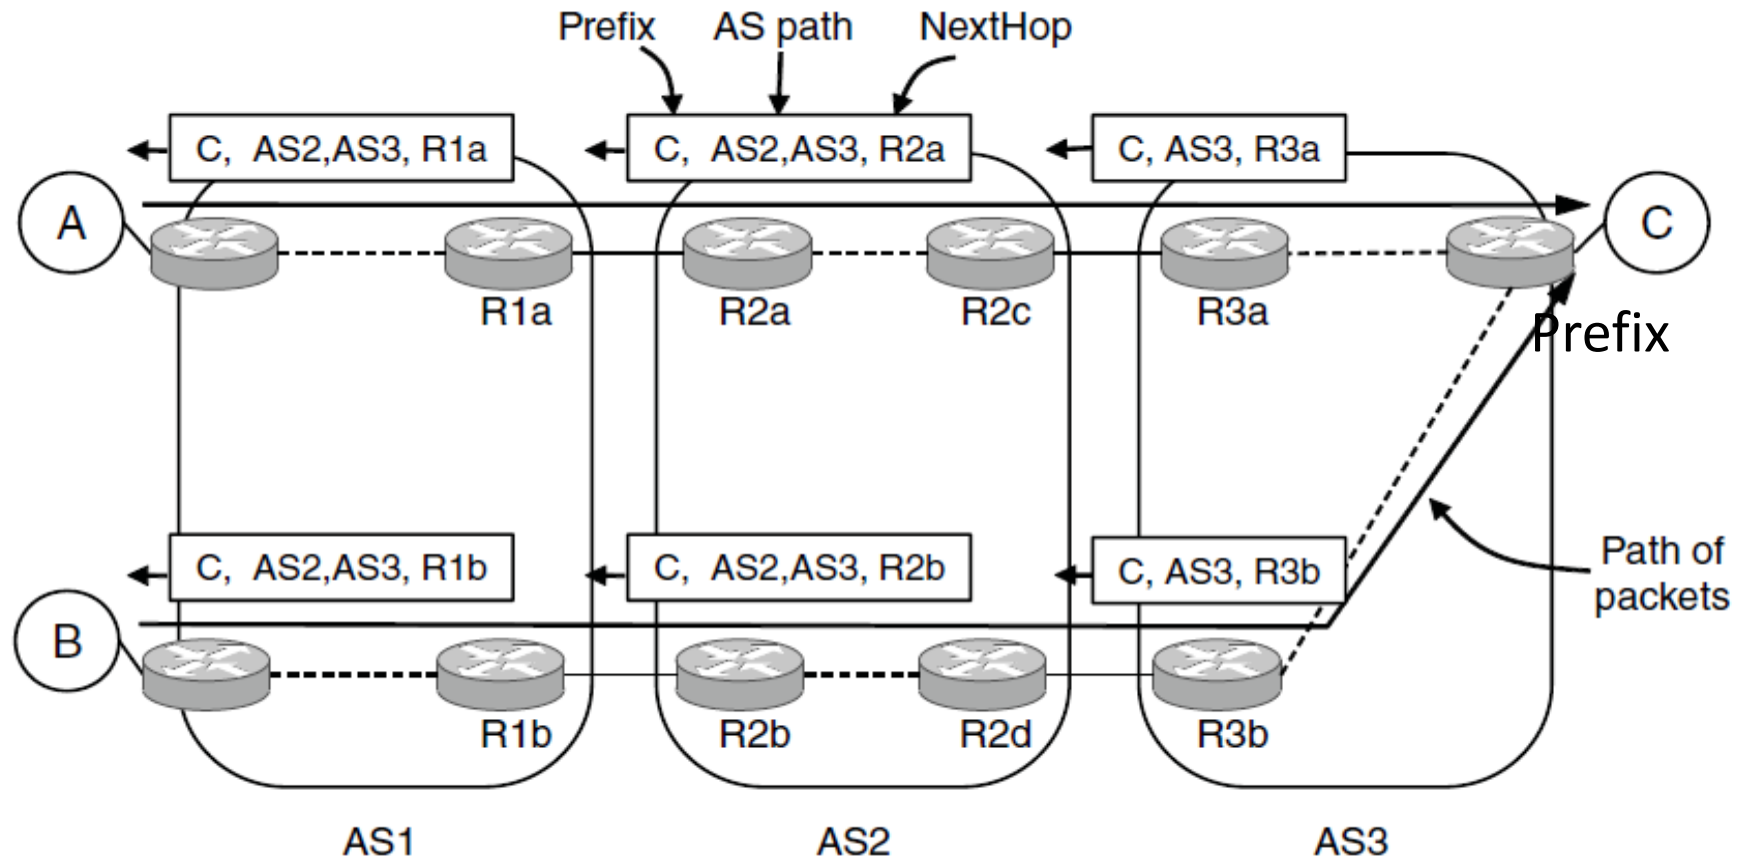 Prefix AS path NextHop
C, AS2,AS3, R1a
C, AS2,AS3, R2a
C, AS3, R3a
A
C
R1a
R2a
R2c
R3a
Prefix
C, AS2,AS3, R1b
C, AS2,AS3, R2b
C, AS3, R3b
Path of
packets
B
R1b
R2b
R2d
R3b
AS1
AS2
AS3